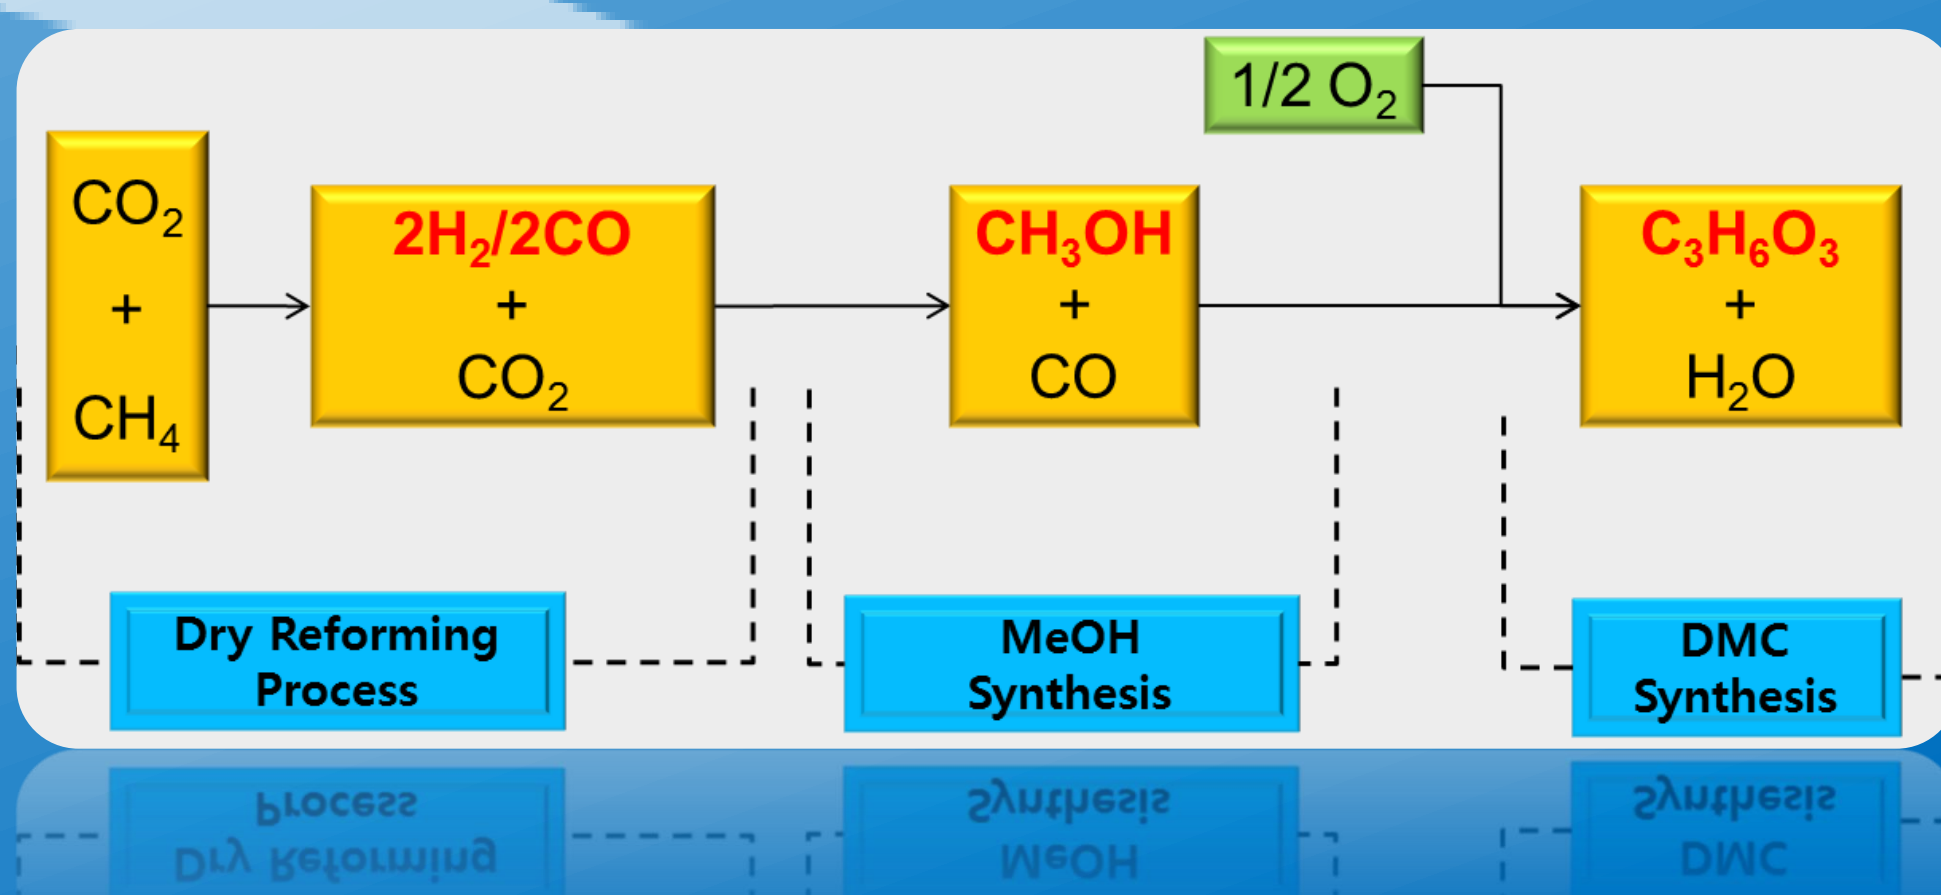 1/2 O₂
CO₂
+
CH₄
2H₂/2CO
+
CO₂
CH₃OH
+
CO
C₃H₆O₃
+
H₂O
Dry Reforming
Process
MeOH
Synthesis
DMC
Synthesis